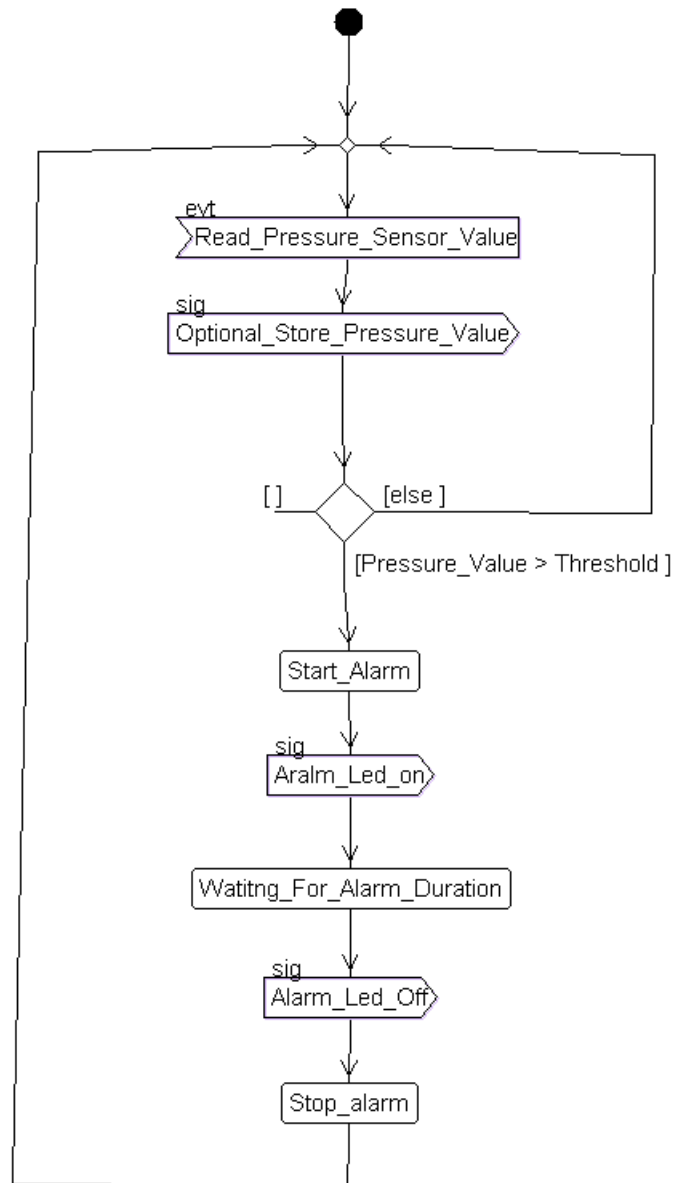 evt
Read_Pressure_Sensor_Value
sig
Optional_Store_Pressure_Value
[ ]
[else ]
[Pressure_Value > Threshold ]
Start_Alarm
sig
Aralm_Led_on
Watitng_For_Alarm_Duration
sig
Alarm_Led_Off
Stop_alarm